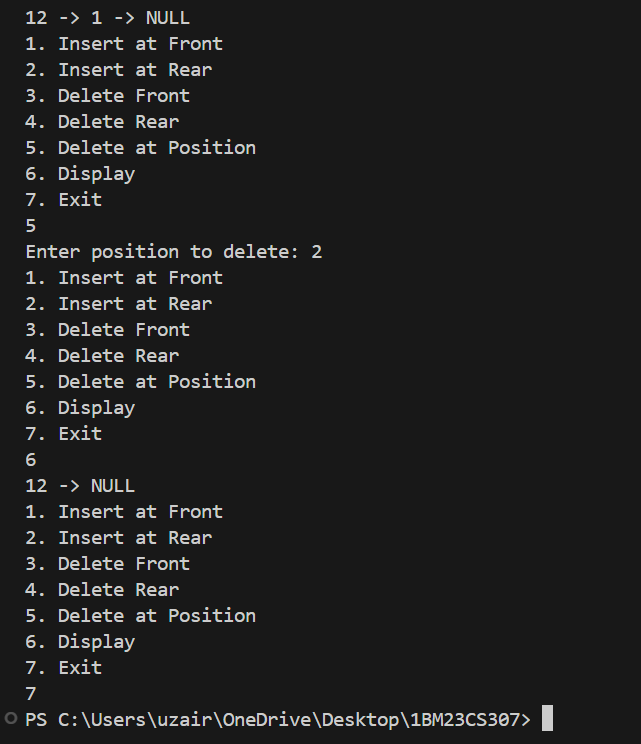 12 -> 1 -> NULL
1. Insert at Front
2. Insert at Rear
3. Delete Front
4. Delete Rear
5. Delete at Position
6. Display
7. Exit
5
Enter position to delete: 2
1. Insert at Front
2. Insert at Rear
3. Delete Front
4. Delete Rear
5. Delete at Position
6. Display
7. Exit
6
12 -> NULL
1. Insert at Front
2. Insert at Rear
3. Delete Front
4. Delete Rear
5. Delete at Position
6. Display
7. Exit
7
PS C:\Users\uzair\OneDrive\Desktop\1BM23CS307>